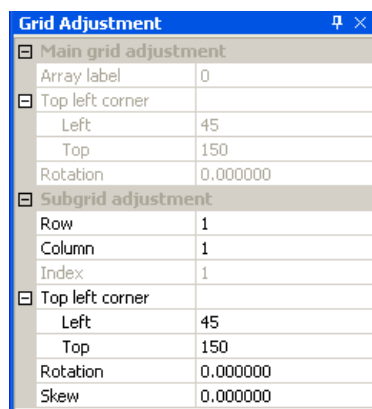 Grid Adjustment
Main grid adjustment
Array label 0
Top left corner
Left 45
Top 150
Rotation 0.000000
Subgrid adjustment
Row 1
Column 1
Index 1
Top left corner
Left 45
Top 150
Rotation 0.000000
Skew 0.000000